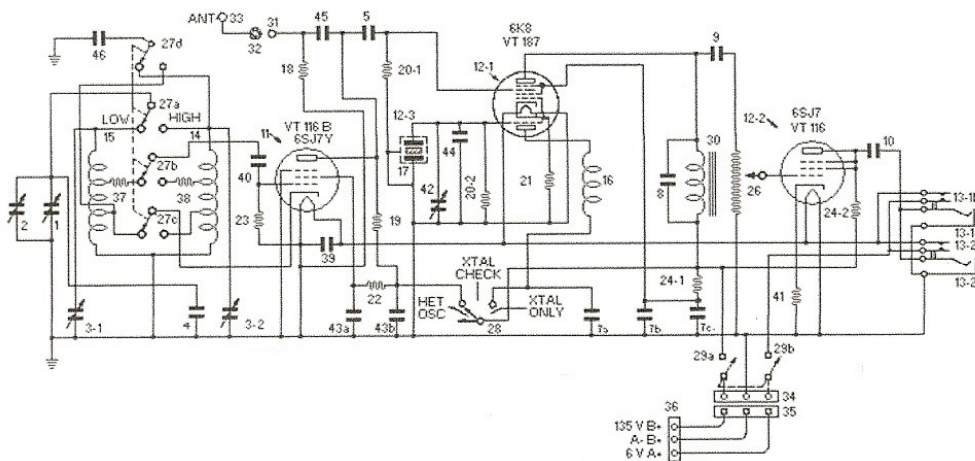 ANT 33
32
31
45
5
9
6K8
VT 187
46
27d
18
20-1
12-1
12-2
6SJ7
VT 116
27a
LOW
HIGH
15
14
11
VT 116 B
6SJ7Y
12-3
30
10
27b
40
17
44
26
37
38
42
20-2
21
16
8
24-2
13-1
2
1
27c
23
19
13-1
39
13-2
XTAL
CHECK
24-1
13-2
22
HET
OSC
XTAL
ONLY
41
3-1
4
3-2
43a
43b
28
7a
7b
7c
29a
29b
34
36
35
135 V B+
A- B-
6 V A+